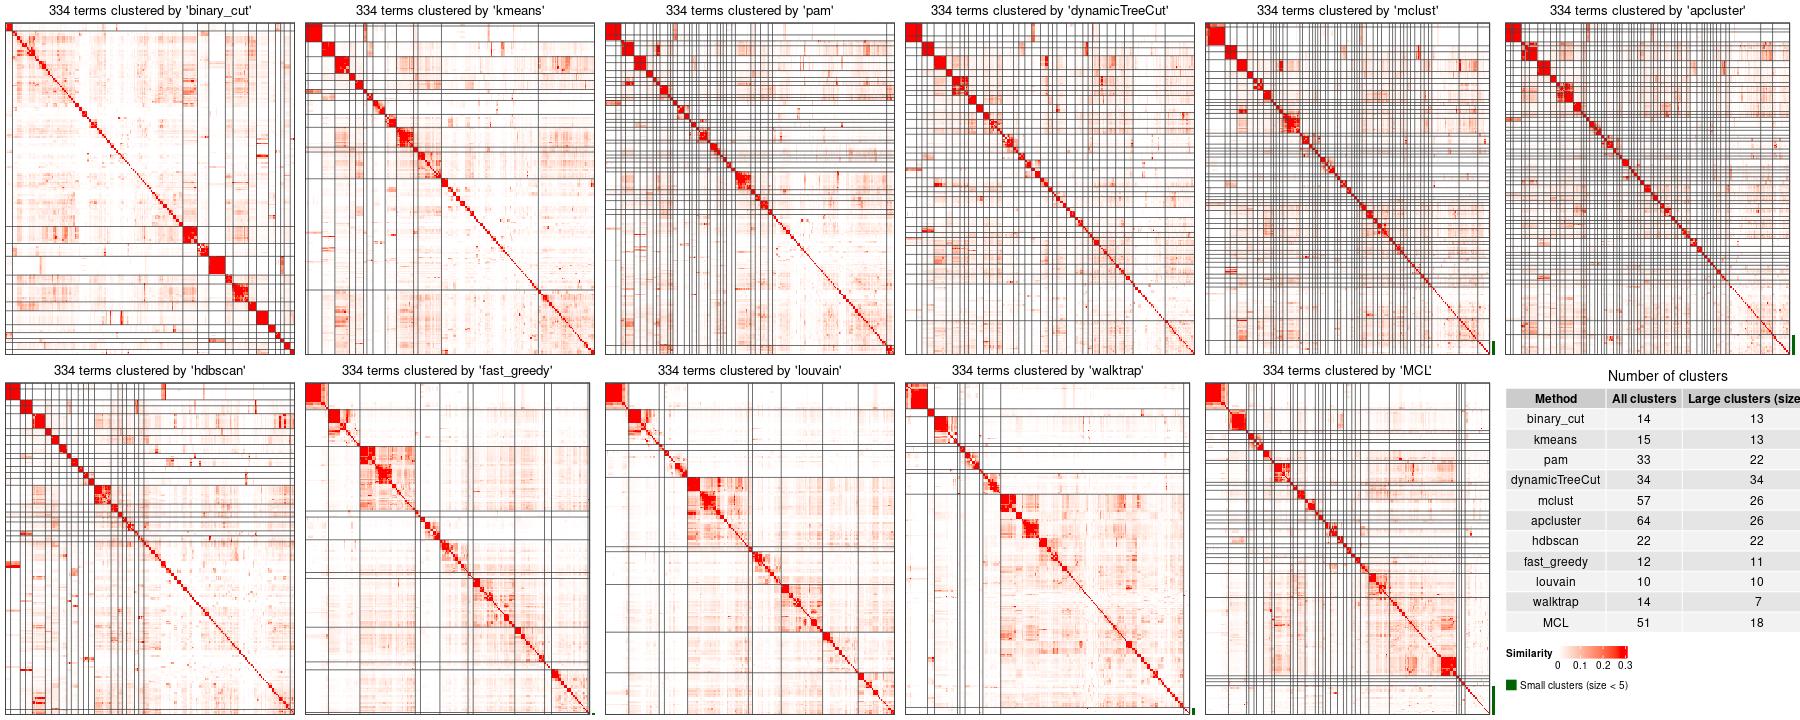 334 terms clustered by 'binary_cut'
334 terms clustered by 'kmeans'
334 terms clustered by 'pam'
334 terms clustered by 'dynamicTreeCut'
334 terms clustered by 'mclust'
334 terms clustered by 'apcluster'
334 terms clustered by 'hdbscan'
334 terms clustered by 'fast_greedy'
334 terms clustered by 'louvain'
334 terms clustered by 'walktrap'
334 terms clustered by 'MCL'
Number of clusters
Method All clusters Large clusters (size
binary_cut 14 13
kmeans 15 13
pam 33 22
dynamicTreeCut 34 34
mclust 57 26
apcluster 64 26
hdbscan 22 22
fast_greedy 12 11
louvain 10 10
walktrap 14 7
MCL 51 18
Similarity
0 0.1 0.2 0.3
Small clusters (size < 5)